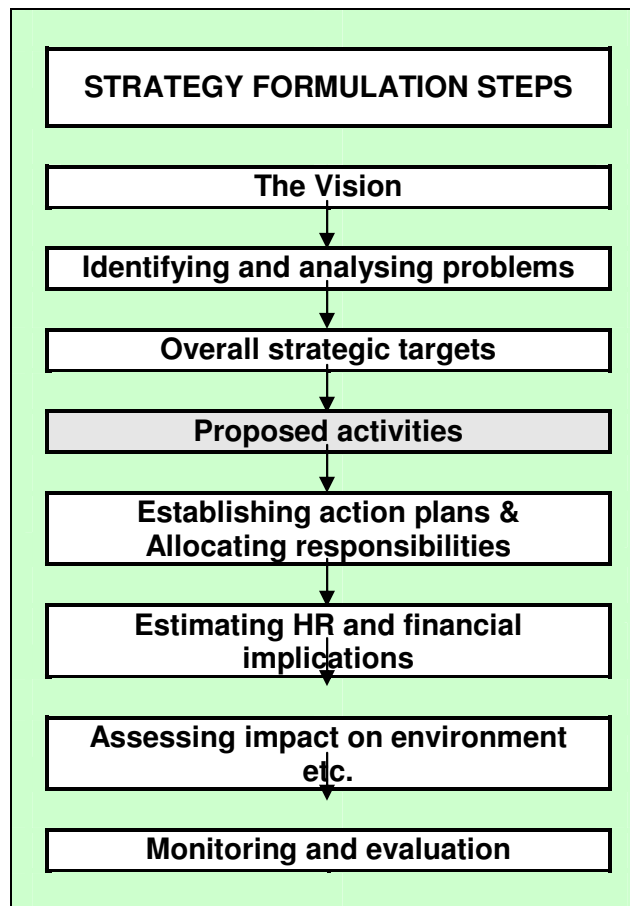 STRATEGY FORMULATION STEPS
The Vision
Identifying and analysing problems
Overall strategic targets
Proposed activities
Establishing action plans &
Allocating responsibilities
Estimating HR and financial
implications
Assessing impact on environment
etc.
Monitoring and evaluation